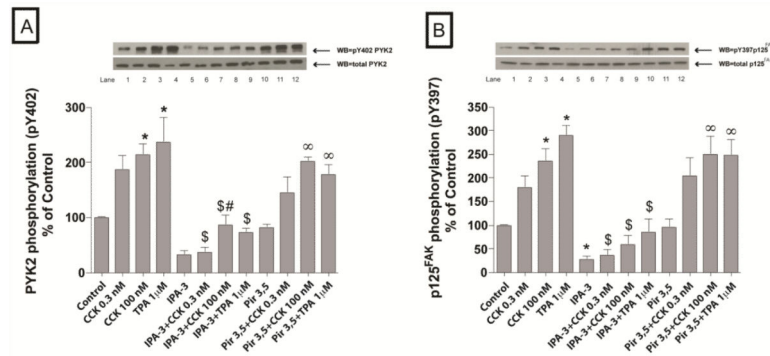 A
WB=pY402 PYK2
WB=total PYK2
Lane 1 2 3 4 5 6 7 8 9 10 11 12
PYK2 phosphorylation (pY402)
% of Control
300
200
100
0
* * $ $# $ ∞ ∞
Control
CCK 0.3 nM
CCK 100 nM
TPA 1µM
IPA-3
IPA-3+CCK 0.3 nM
IPA-3+CCK 100 nM
IPA-3+TPA 1µM
Pir 3,5
Pir 3,5+CCK 0.3 nM
Pir 3,5+CCK 100 nM
Pir 3,5+TPA 1µM
B
WB=pY397p125FA
WB=total p125FAK
Lane 1 2 3 4 5 6 7 8 9 10 11 12
p125FAK phosphorylation (pY397)
% of Control
350
300
250
200
150
100
50
0
* * * $ $ $ ∞ ∞
Control
CCK 0.3 nM
CCK 100 nM
TPA 1µM
IPA-3
IPA-3+CCK 0.3 nM
IPA-3+CCK 100 nM
IPA-3+TPA 1µM
Pir 3,5
Pir 3,5+CCK 0.3 nM
Pir 3,5+CCK 100 nM
Pir 3,5+TPA 1µM